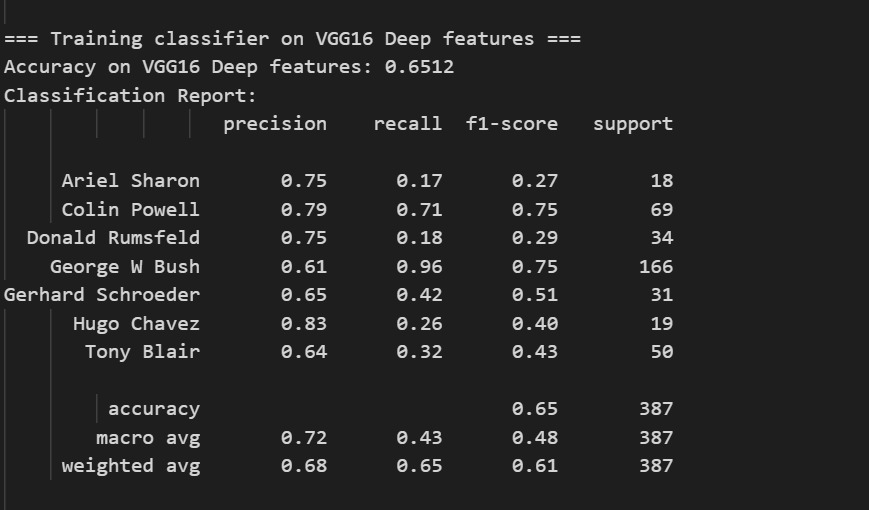 === Training classifier on VGG16 Deep features ===
Accuracy on VGG16 Deep features: 0.6512
Classification Report:
precision recall f1-score support
Ariel Sharon 0.75 0.17 0.27 18
Colin Powell 0.79 0.71 0.75 69
Donald Rumsfeld 0.75 0.18 0.29 34
George W Bush 0.61 0.96 0.75 166
Gerhard Schroeder 0.65 0.42 0.51 31
Hugo Chavez 0.83 0.26 0.40 19
Tony Blair 0.64 0.32 0.43 50
accuracy 0.65 387
macro avg 0.72 0.43 0.48 387
weighted avg 0.68 0.65 0.61 387